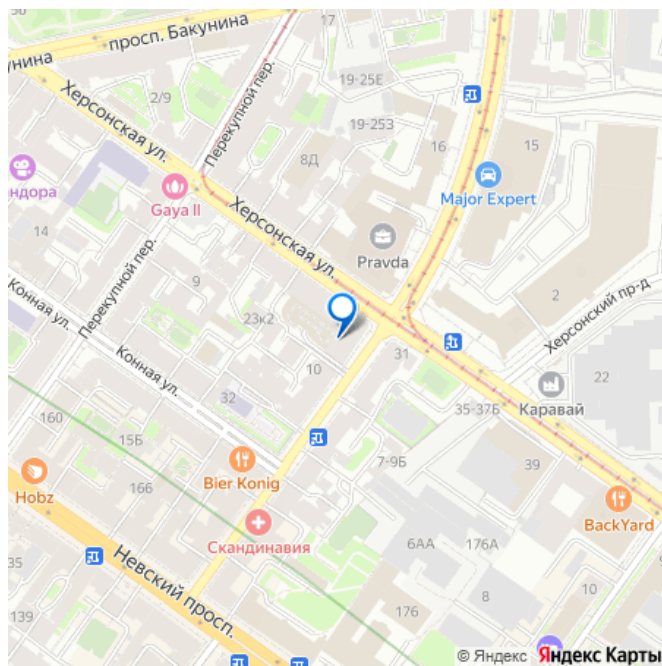 просп. Бакунина
унина
17
19-25Е
2/9
Херсонская ул.
Перекупной пер.
19-253
8Д
16
15
Major Expert
ндора
Gaya II
Херсонская ул.
Pravda
14
9
Перекупной пер.
2
Херсонский пр-д
Конная ул.
23к2
Конная ул.
10
31
22
32
35-37Б
Каравай
160
15Б
7-9Б
39
Bier Konig
166
Hobz
BackYard
Скандинавия
6АА
176А
35
Невский просп.
10
8
139
176
© Яндекс Яндекс Карты